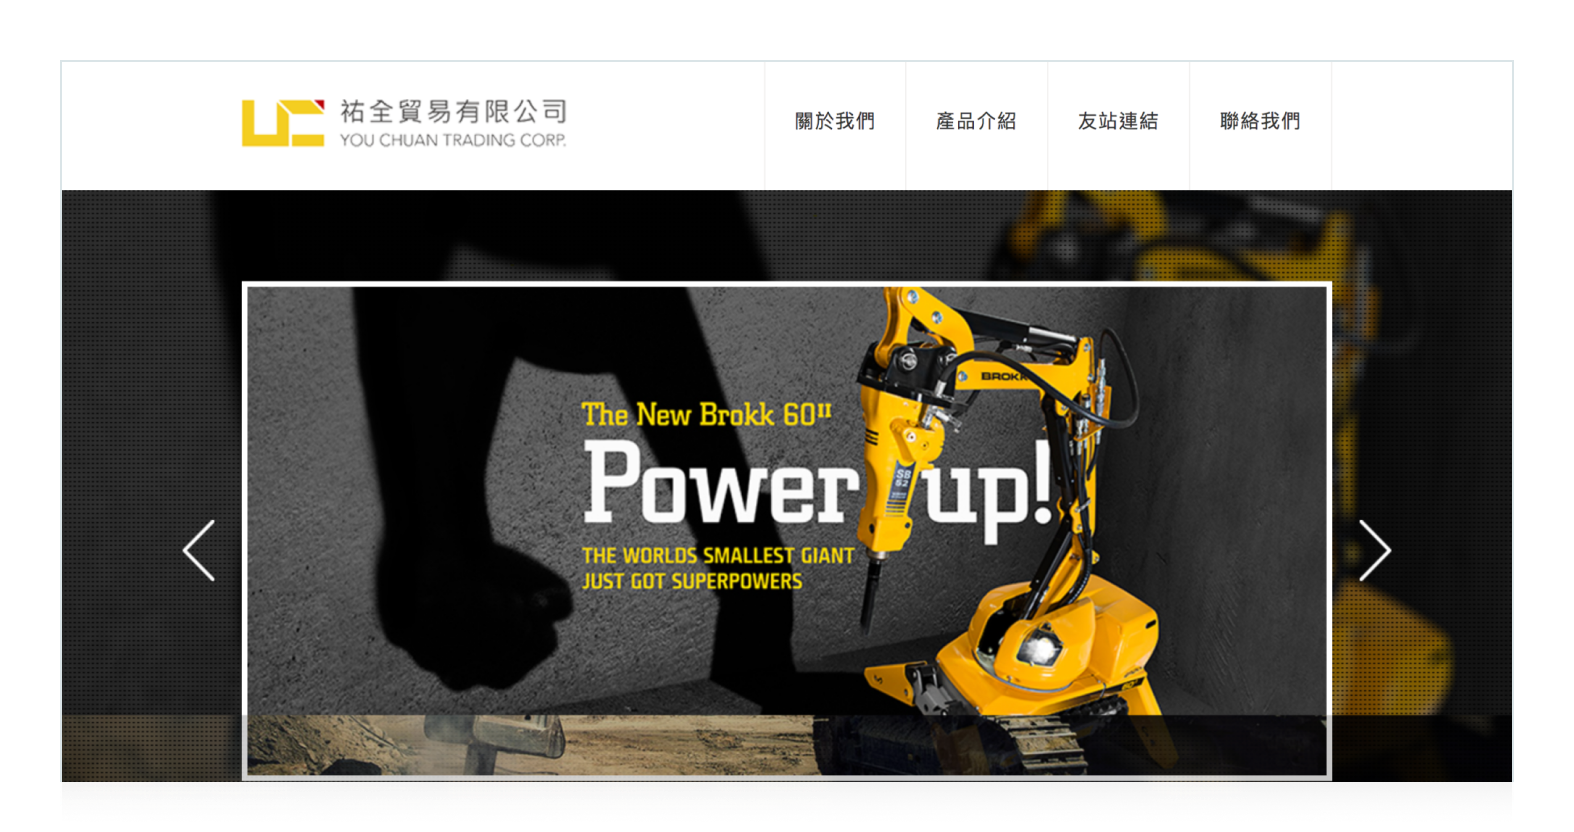 祐全貿易有限公司
YOU CHUAN TRADING CORP.
關於我們
產品介紹
友站連結
聯絡我們
The New Brokk 60II
Power up!
THE WORLDS SMALLEST GIANT
JUST GOT SUPERPOWERS
BROKK
SB
62
60